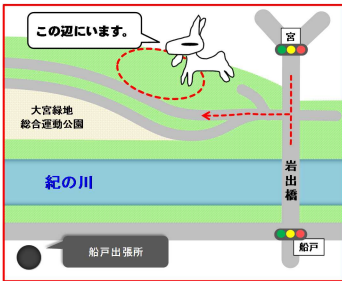 この辺にいます。
宮
大宮緑地
総合運動公園
岩出橋
紀の川
船戸
船戸出張所